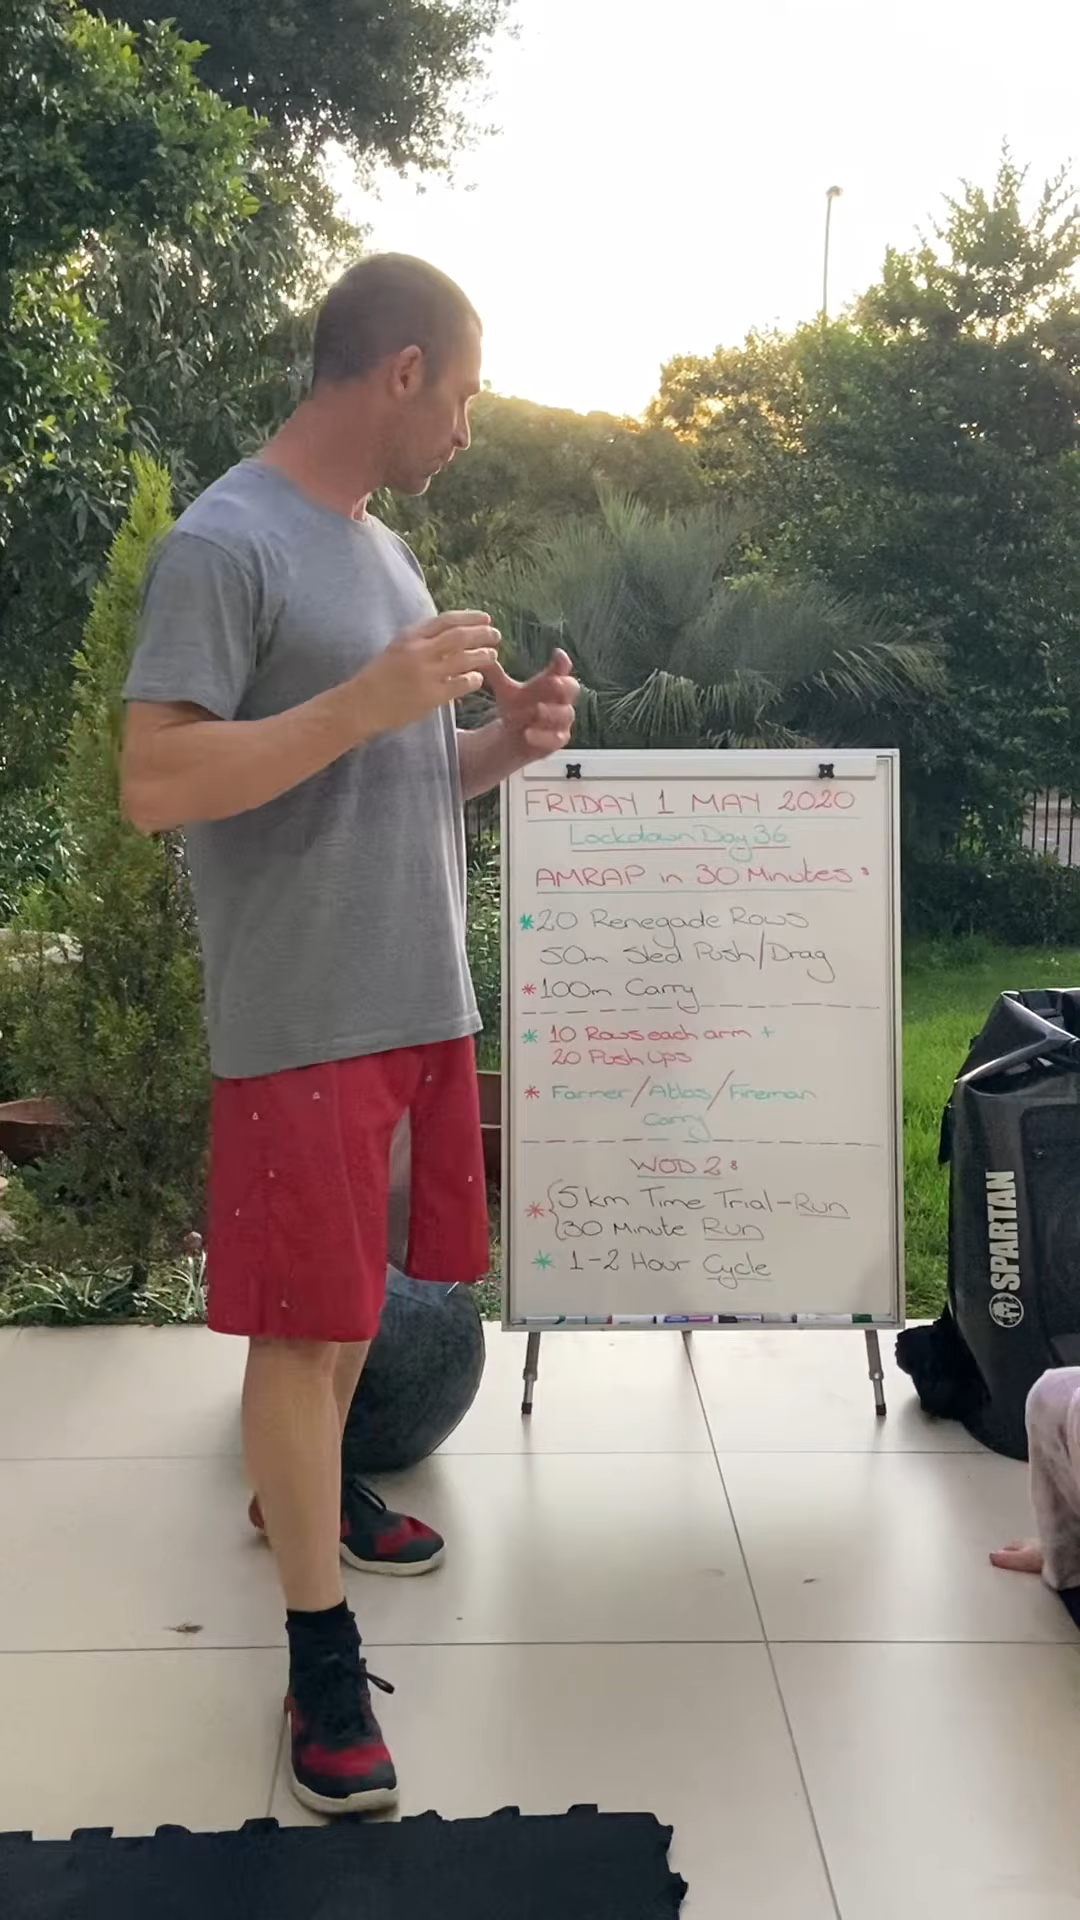 FRIDAY 1 MAY 2020
Lockdown Day 36
AMRAP in 30 Minutes:
*20 Renegade Rows
50m Sled Push/Drag
*100m Carry
* 10 Rows each arm +
20 Push Ups
* Farmer/Atlas/Fireman
Carry
WOD 2:
*{5km Time Trial-Run
30 Minute Run
* 1-2 Hour Cycle
SPARTAN